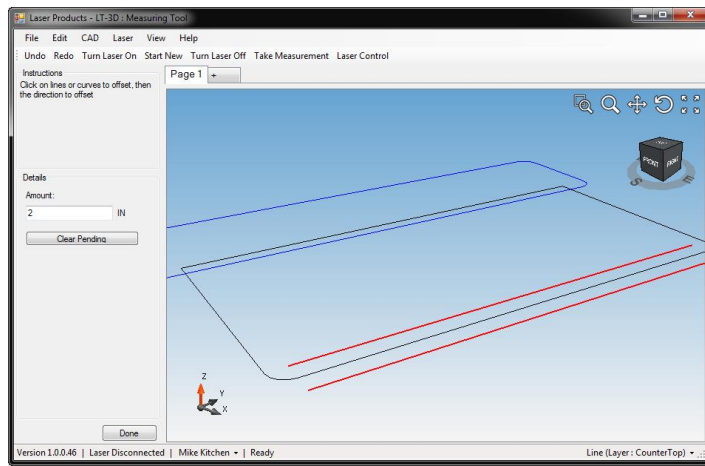 Laser Products - LT-3D : Measuring Tool
File Edit CAD Laser View Help
Undo Redo Turn Laser On Start New Turn Laser Off Take Measurement Laser Control
Instructions
Click on lines or curves to offset, then
the direction to offset
Page 1 +
FRONT RIGHT
S E
Details
Amount:
2 IN
Clear Pending
Z
Y
X
Done
Version 1.0.0.46 | Laser Disconnected | Mike Kitchen | Ready Line (Layer : CounterTop)